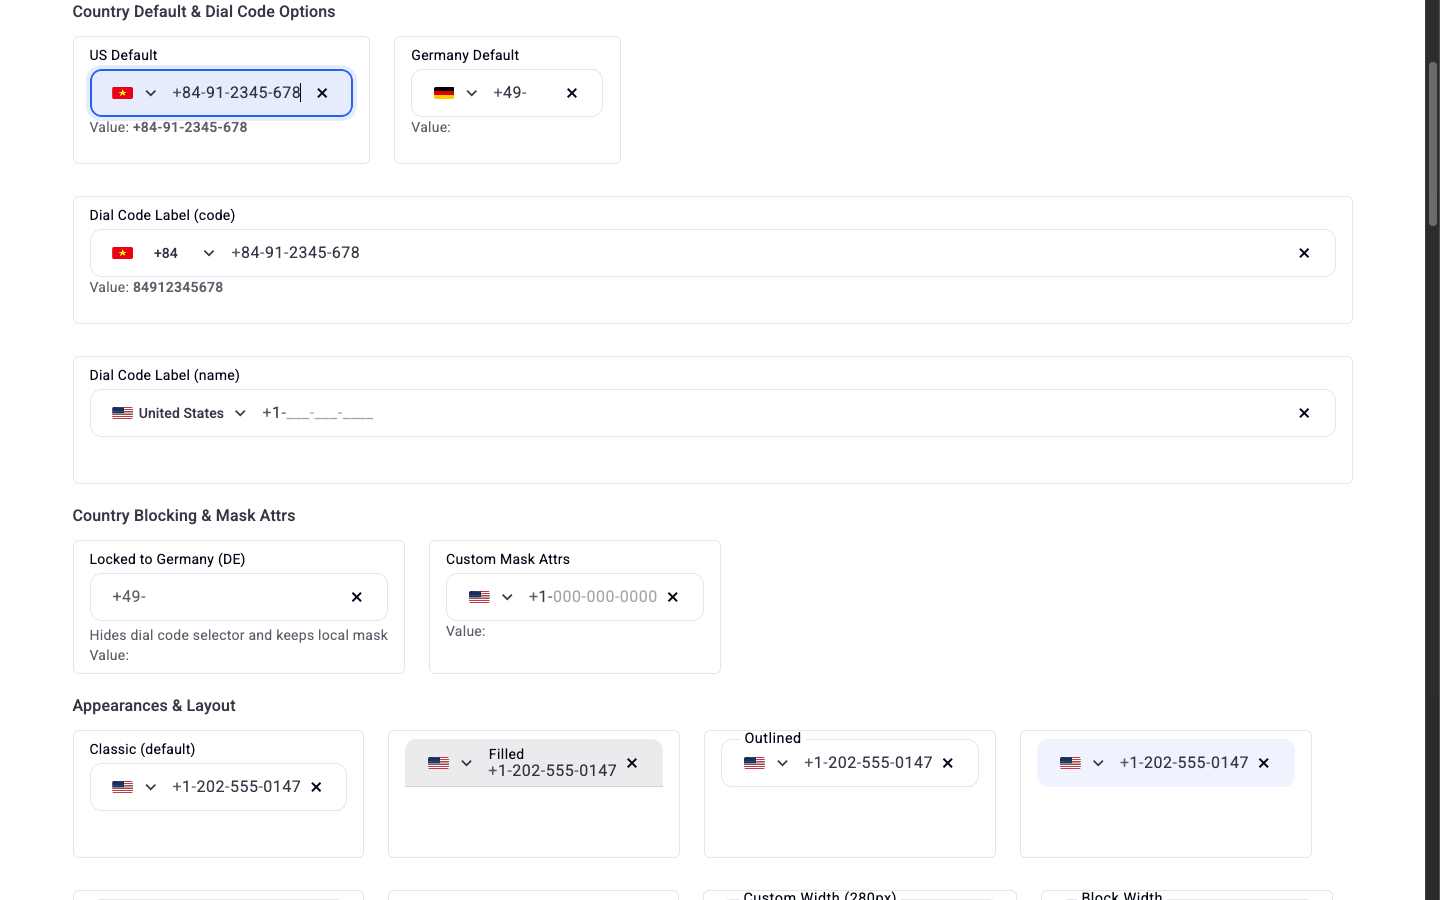 Country Default & Dial Code Options
US Default
+84-91-2345-678
Value: +84-91-2345-678
Germany Default
+49-
Value:
Dial Code Label (code)
+84 +84-91-2345-678
Value: 84912345678
Dial Code Label (name)
United States +1-___-___-____
Country Blocking & Mask Attrs
Locked to Germany (DE)
+49-
Hides dial code selector and keeps local mask
Value:
Custom Mask Attrs
+1-000-000-0000
Value:
Appearances & Layout
Classic (default)
+1-202-555-0147
Filled
+1-202-555-0147
Outlined
+1-202-555-0147
+1-202-555-0147
Custom Width (280px)
Block Width